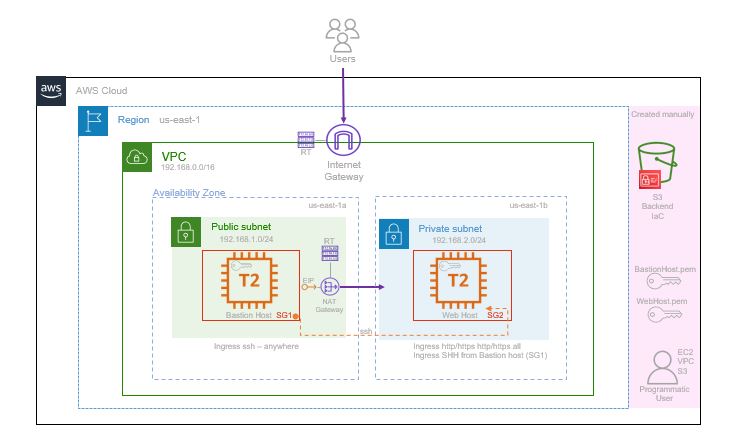 Users
aws
AWS Cloud
Region us-east-1
Created manually
RT
Internet
Gateway
VPC
192.168.0.0/16
S3
Backend
IaC
Availability Zone
us-east-1a
us-east-1b
Public subnet
192.168.1.0/24
Private subnet
192.168.2.0/24
RT
T2
EIP
NAT
Gateway
Bastion Host SG1
T2
Web Host SG2
BastionHost.pem
WebHost.pem
ssh
Ingress ssh – anywhere
Ingress http/https http/https.all
Ingress SHH from Bastion host (SG1)
EC2
VPC
S3
Programmatic
User